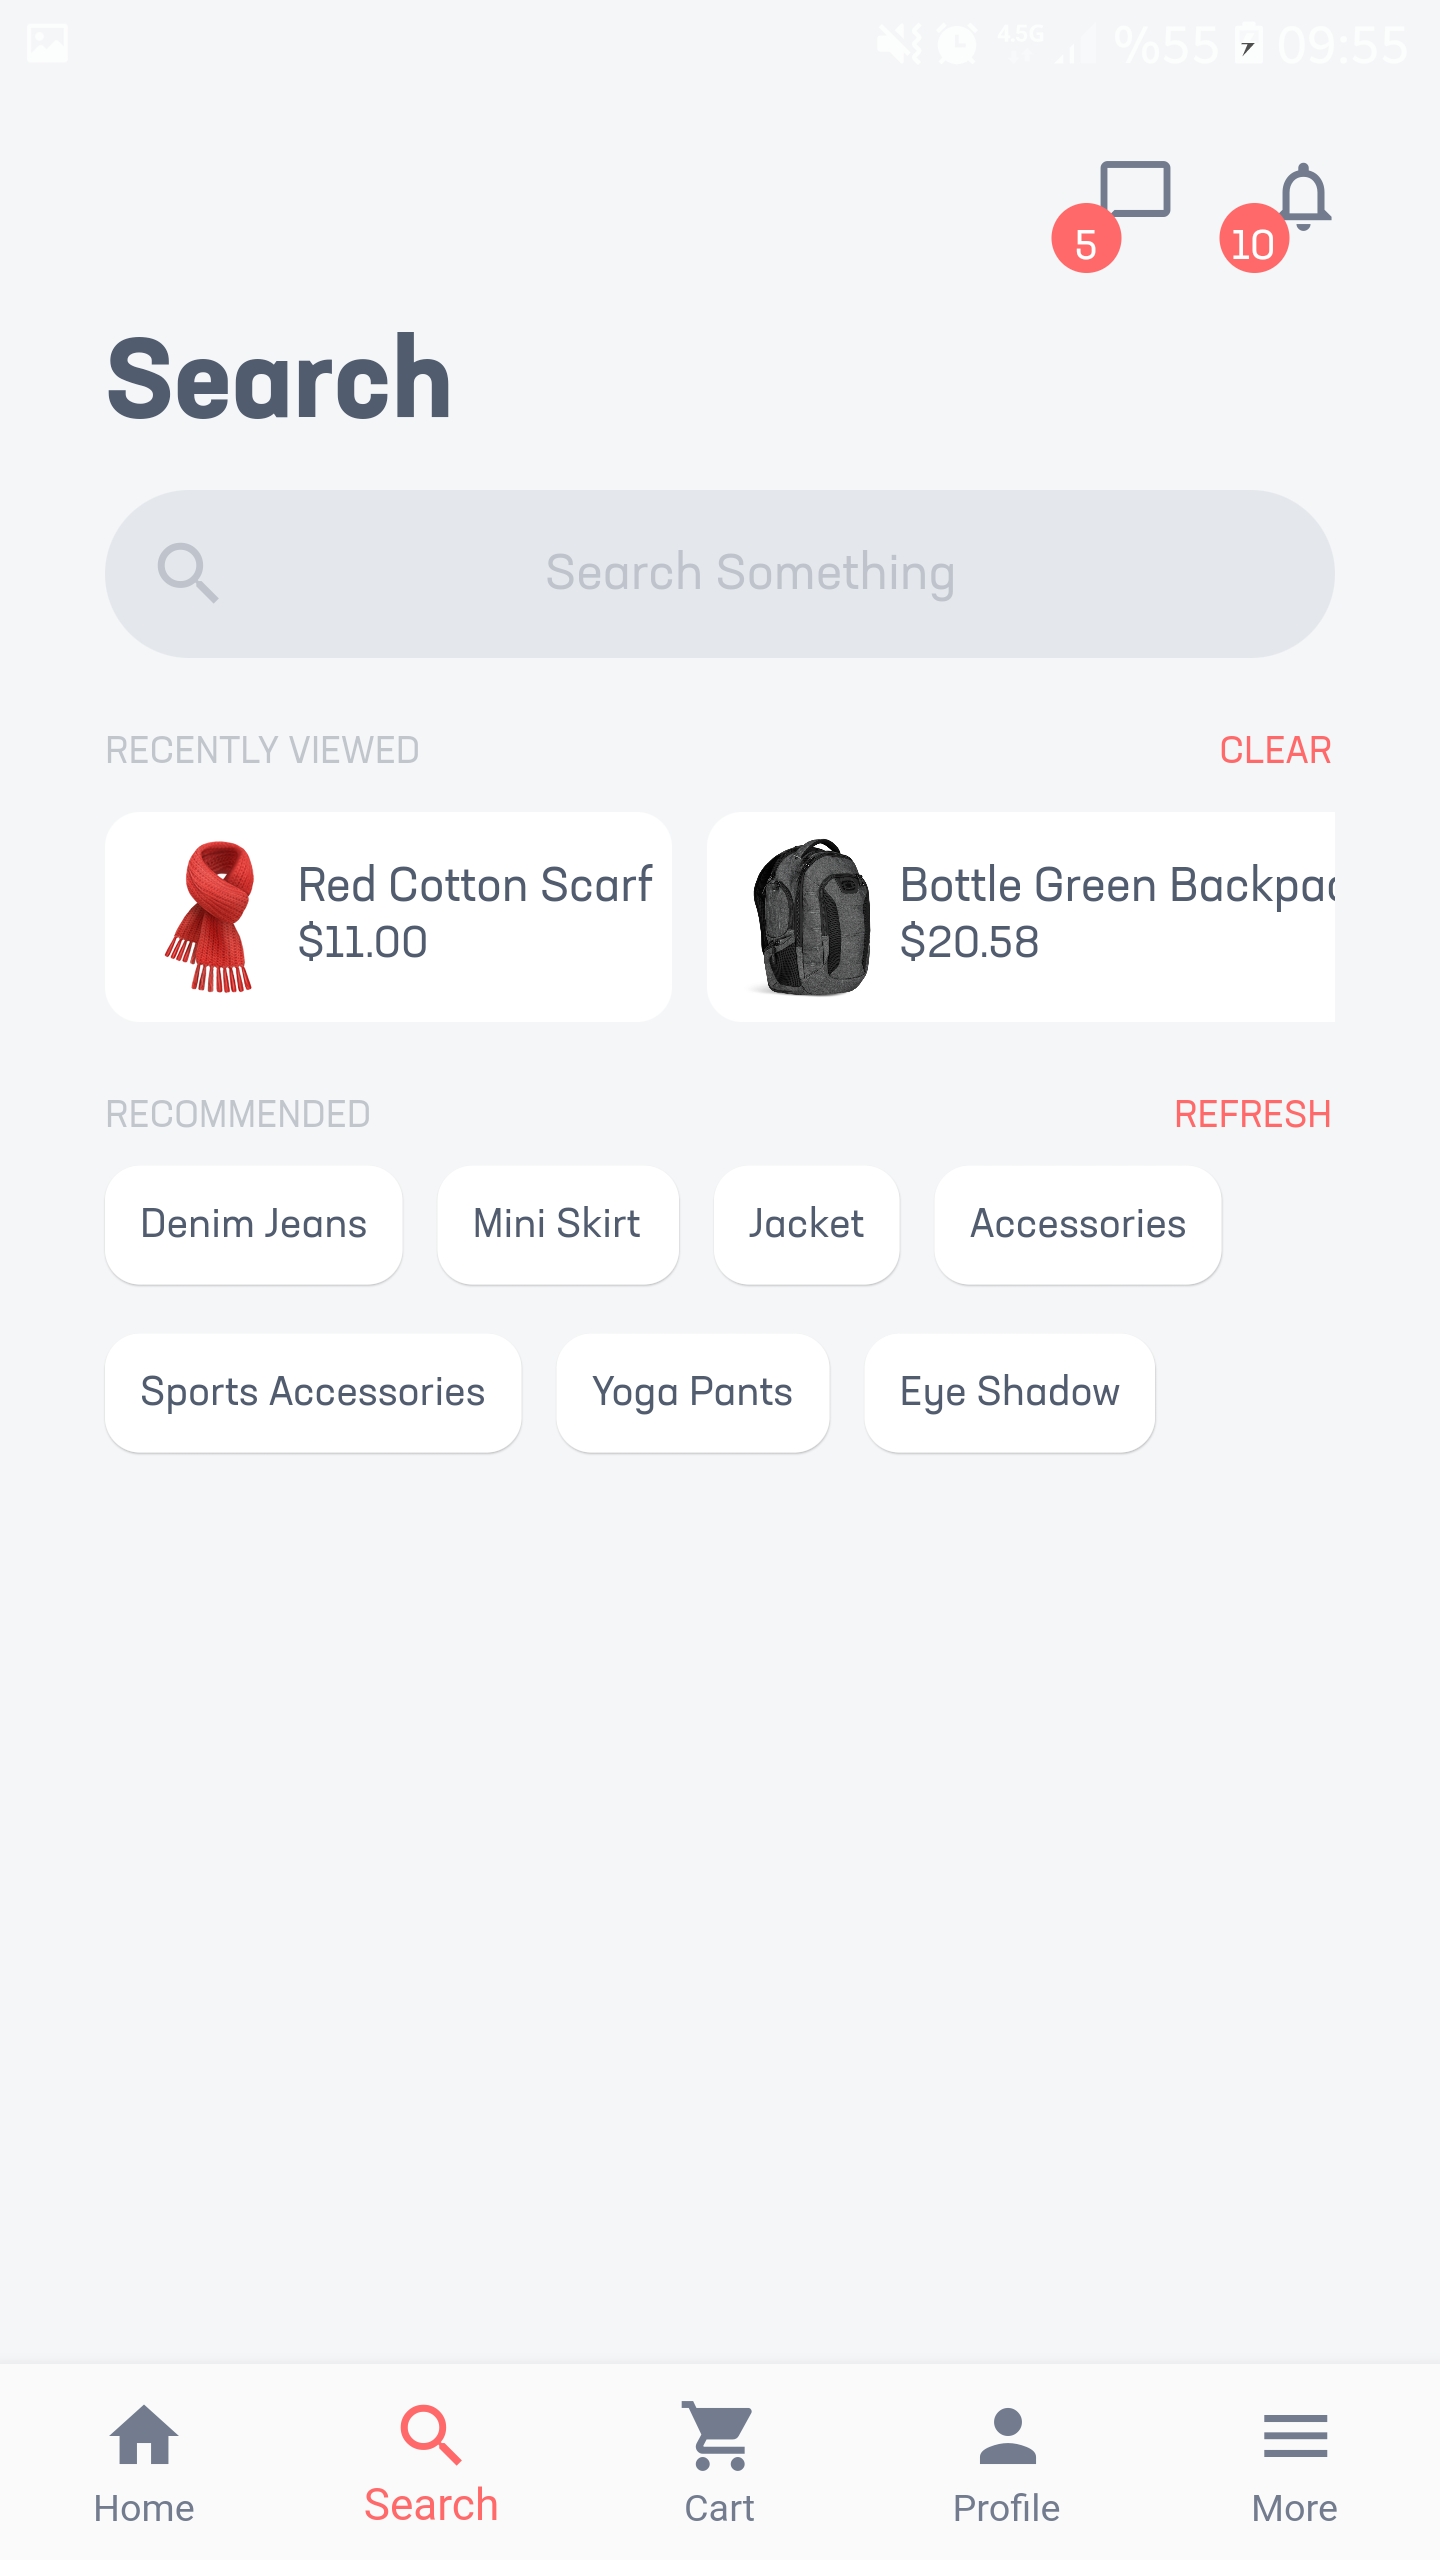 4.5G %55 09:55
5 10
Search
Search Something
RECENTLY VIEWED CLEAR
Red Cotton Scarf Bottle Green Backpac
$11.00 $20.58
RECOMMENDED REFRESH
Denim Jeans Mini Skirt Jacket Accessories
Sports Accessories Yoga Pants Eye Shadow
Home Search Cart Profile More